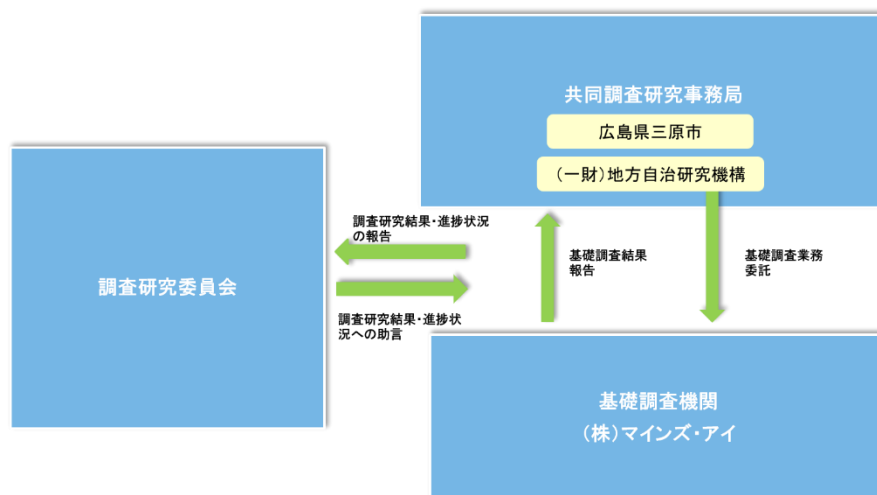 共同調査研究事務局
広島県三原市
(一財)地方自治研究機構
調査研究結果・進捗状況
の報告
基礎調査結果
報告
基礎調査業務
委託
調査研究委員会
調査研究結果・進捗状
況への助言
基礎調査機関
(株)マインズ・アイ